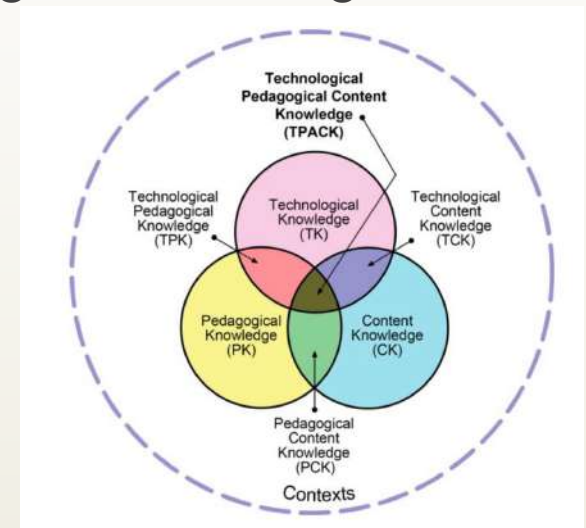 Technological
Pedagogical Content
Knowledge
(TPACK)
Technological
Pedagogical
Knowledge
(TPK)
Technological
Knowledge
(TK)
Technological
Content
Knowledge
(TCK)
Pedagogical
Knowledge
(PK)
Content
Knowledge
(CK)
Pedagogical
Content
Knowledge
(PCK)
Contexts